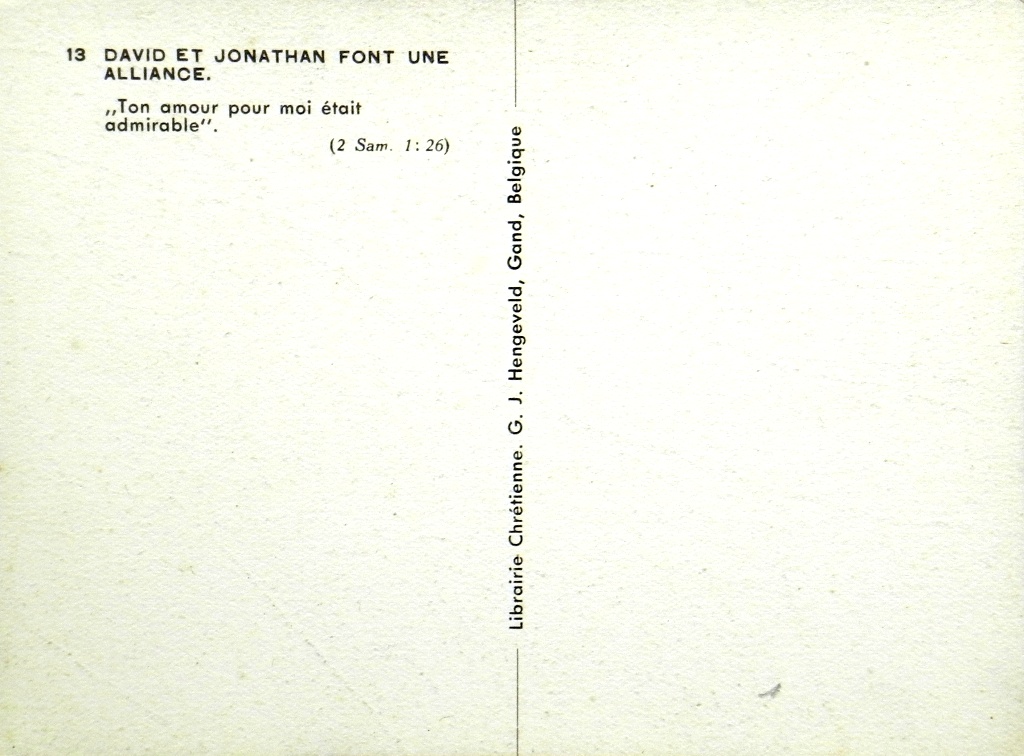 13 DAVID ET JONATHAN FONT UNE
ALLIANCE.
„Ton amour pour moi était
admirable“.
(2 Sam. 1:26)
Librairie Chrétienne. G. J. Hengeveld, Gand, Belgique